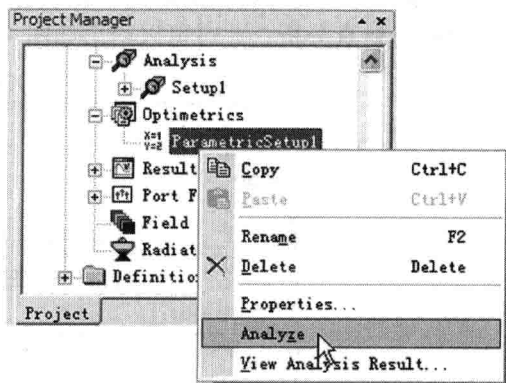 Project Manager
Analysis
Setup1
Optimetrics
X=1
Y=2
ParametricSetup1
Result
Port F
Field
Radiat
Definitio
Project
Copy Ctrl+C
Paste Ctrl+V
Rename F2
Delete Delete
Properties...
Analyze
View Analysis Result...